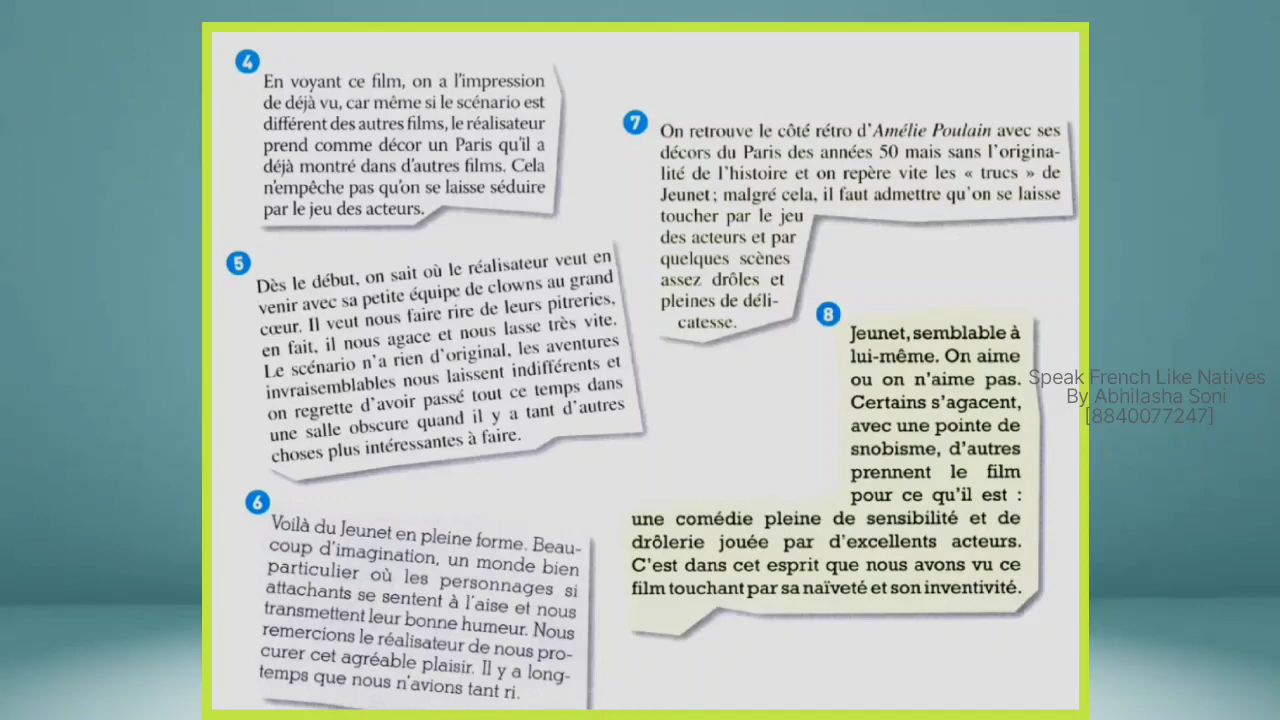 4
En voyant ce film, on a l'impression
de déjà vu, car même si le scénario est
différent des autres films, le réalisateur
prend comme décor un Paris qu'il a
déjà montré dans d'autres films. Cela
n'empêche pas qu'on se laisse séduire
par le jeu des acteurs.
5
Dès le début, on sait où le réalisateur veut en
venir avec sa petite équipe de clowns au grand
cœur. Il veut nous faire rire de leurs pitreries,
en fait, il nous agace et nous lasse très vite.
Le scénario n'a rien d'original, les aventures
invraisemblables nous laissent indifférents et
on regrette d'avoir passé tout ce temps dans
une salle obscure quand il y a tant d'autres
choses plus intéressantes à faire.
6
Voilà du Jeunet en pleine forme. Beau-
coup d'imagination, un monde bien
particulier où les personnages si
attachants se sentent à l'aise et nous
transmettent leur bonne humeur. Nous
remercions le réalisateur de nous pro-
curer cet agréable plaisir. Il y a long-
temps que nous n'avions tant ri.
7
On retrouve le côté rétro d'Amélie Poulain avec ses
décors du Paris des années 50 mais sans l'origina-
lité de l'histoire et on repère vite les « trucs » de
Jeunet ; malgré cela, il faut admettre qu'on se laisse
toucher par le jeu
des acteurs et par
quelques scènes
assez drôles et
pleines de déli-
catesse.
8
Jeunet, semblable à
lui-même. On aime
ou on n'aime pas.
Certains s'agacent,
avec une pointe de
snobisme, d'autres
prennent le film
pour ce qu'il est :
une comédie pleine de sensibilité et de
drôlerie jouée par d'excellents acteurs.
C'est dans cet esprit que nous avons vu ce
film touchant par sa naïveté et son inventivité.
Speak French Like Natives
By Abhilasha Soni
[8840077247]